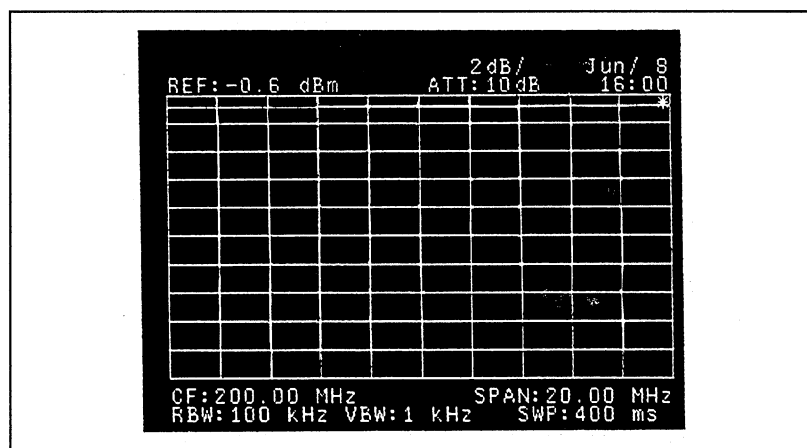 2dB/ Jun/ 8
REF:-0.6 dBm ATT:10dB 16:00
*
CF:200.00 MHz SPAN:20.00 MHz
RBW:100 kHz VBW:1 kHz SWP:400 ms